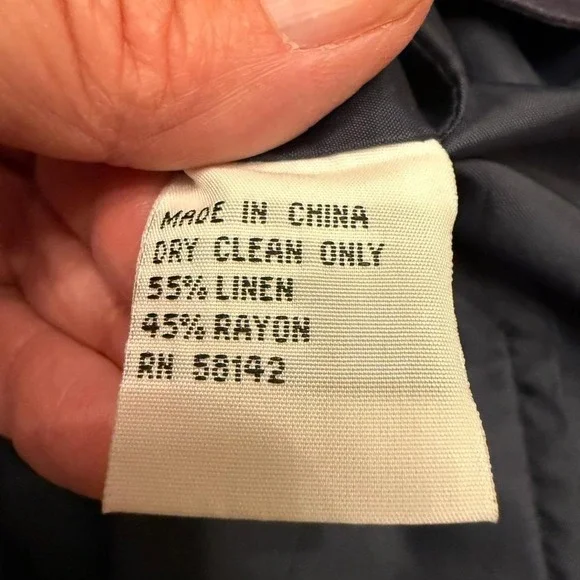 MADE IN CHINA
DRY CLEAN ONLY
55% LINEN
45% RAYON
RN 58142